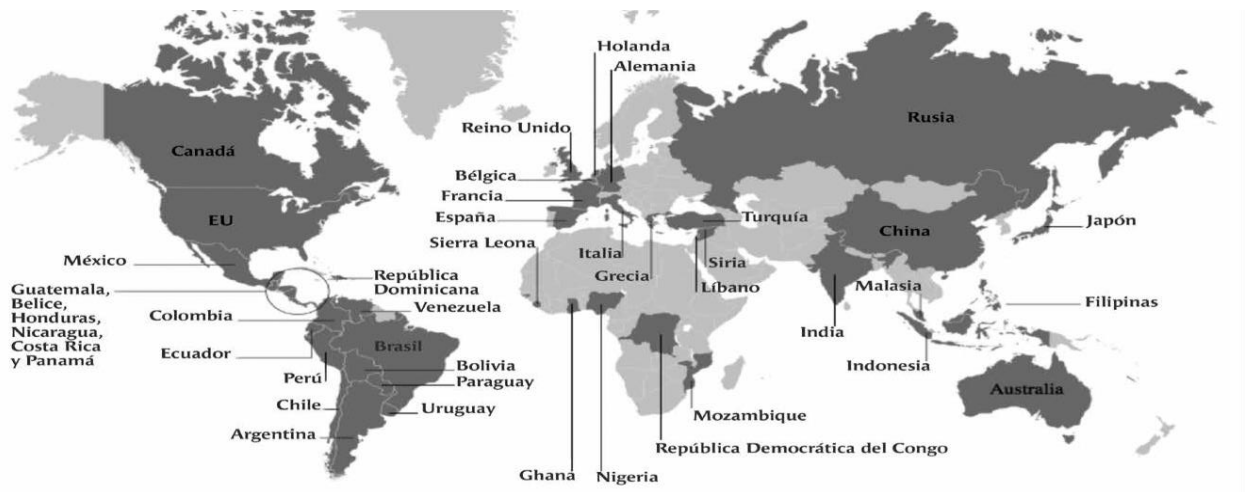 Holanda
Alemania
Reino Unido
Rusia
Canadá
Bélgica
Francia
EU
España
Turquía
Japón
China
Sierra Leona
Italia
Siria
México
Grecia
República
Dominicana
Líbano
Malasia
Guatemala,
Belice,
Honduras,
Nicaragua,
Costa Rica
y Panamá
Venezuela
Filipinas
Colombia
India
Brasíl
Ecuador
Bolivia
Indonesia
Perú
Paraguay
Australia
Chile
Uruguay
Mozambique
Argentina
República Democrática del Congo
Ghana
Nigeria